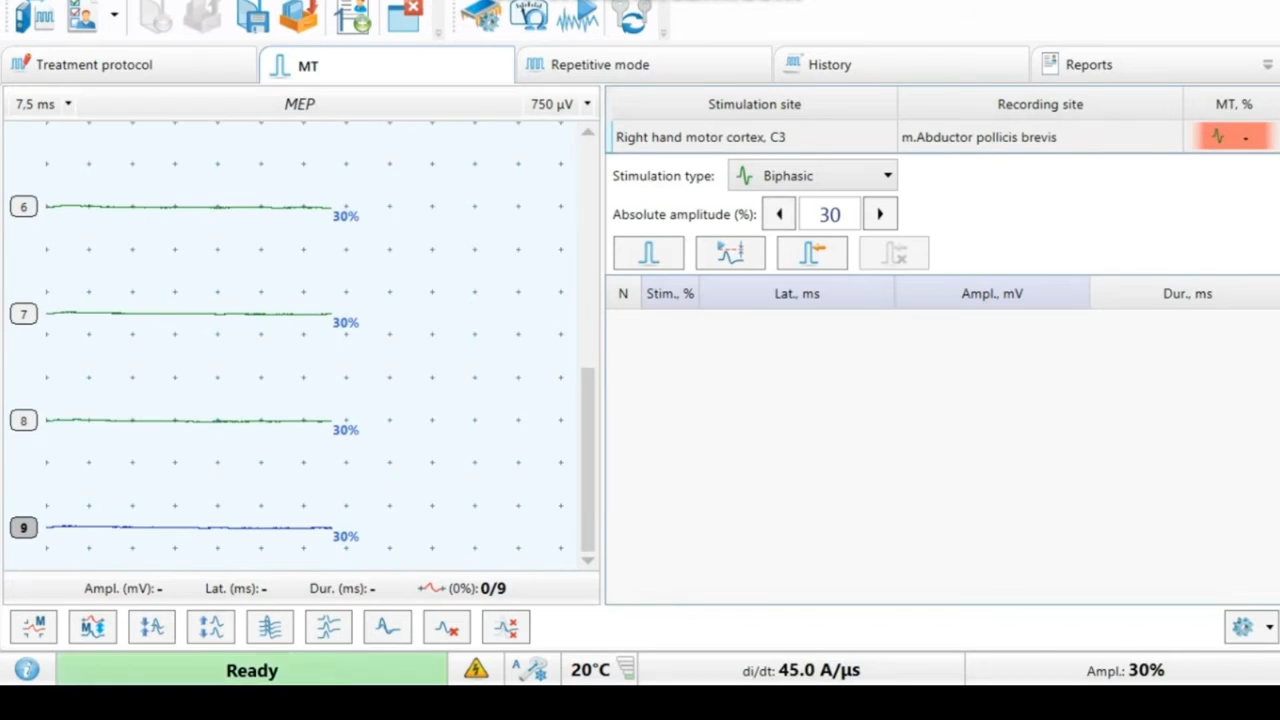 Treatment protocol
MT
Repetitive mode
History
Reports
7.5 ms
MEP
750 µV
Stimulation site
Recording site
MT, %
Right hand motor cortex, C3
m.Abductor pollicis brevis
-
Stimulation type:
Biphasic
Absolute amplitude (%):
30
N
Stim., %
Lat., ms
Ampl., mV
Dur., ms
6
30%
7
30%
8
30%
9
30%
Ampl. (mV): -
Lat. (ms): -
Dur. (ms): -
(0%): 0/9
M
M
Ready
A
20°C
di/dt: 45.0 A/µs
Ampl.: 30%